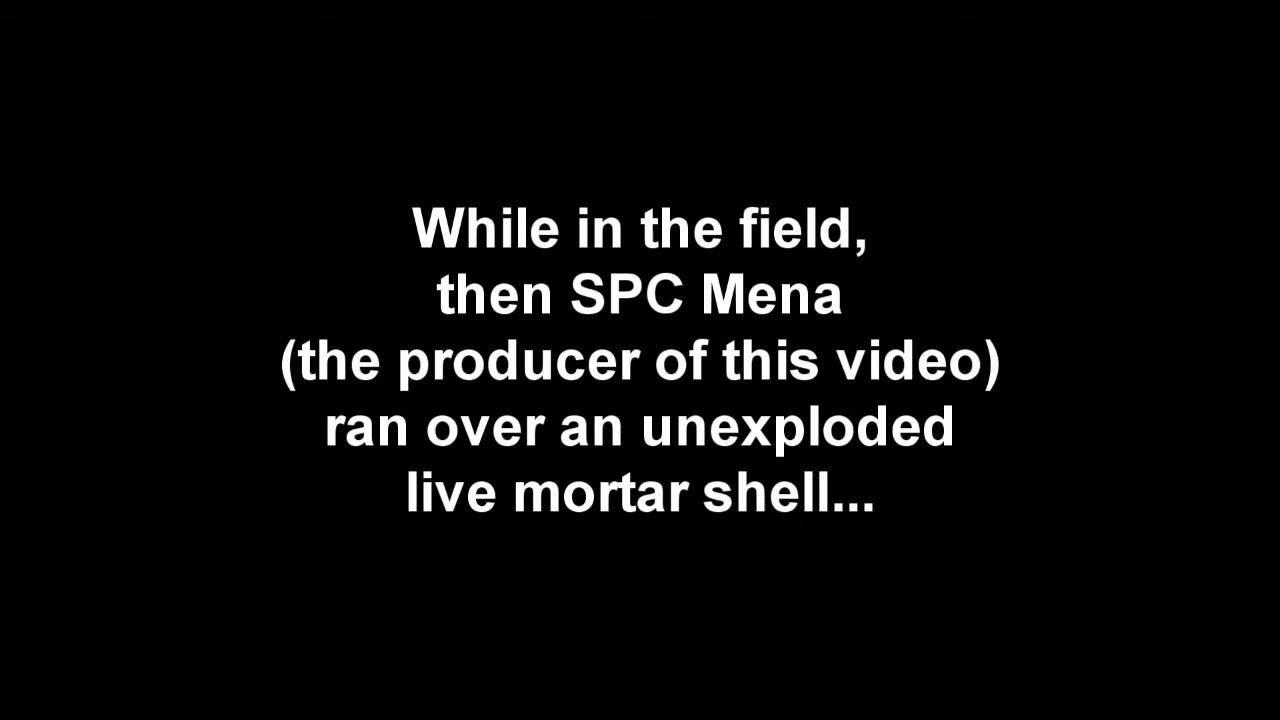 While in the field,
then SPC Mena
(the producer of this video)
ran over an unexploded
live mortar shell...